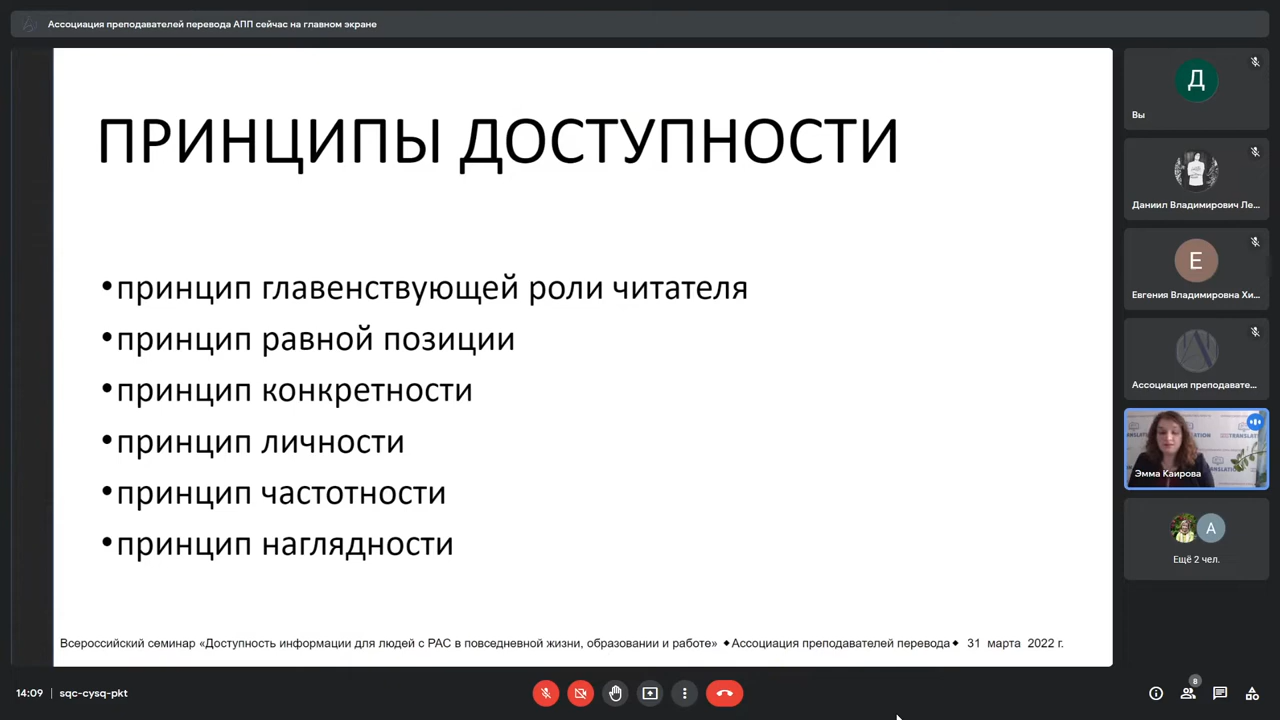 Ассоциация преподавателей перевода АПП сейчас на главном экране
ПРИНЦИПЫ ДОСТУПНОСТИ
•принцип главенствующей роли читателя
•принцип равной позиции
•принцип конкретности
•принцип личности
•принцип частотности
•принцип наглядности
Всероссийский семинар «Доступность информации для людей с РАС в повседневной жизни, образовании и работе» ◆Ассоциация преподавателей перевода◆ 31 марта 2022 г.
Д
Вы
Даниил Владимирович Ле...
Е
Евгения Владимировна Хи...
Ассоциация преподавате...
TRANSLATION
Эмма Каирова
А
Ещё 2 чел.
14:09 | sqc-cysq-pkt
8